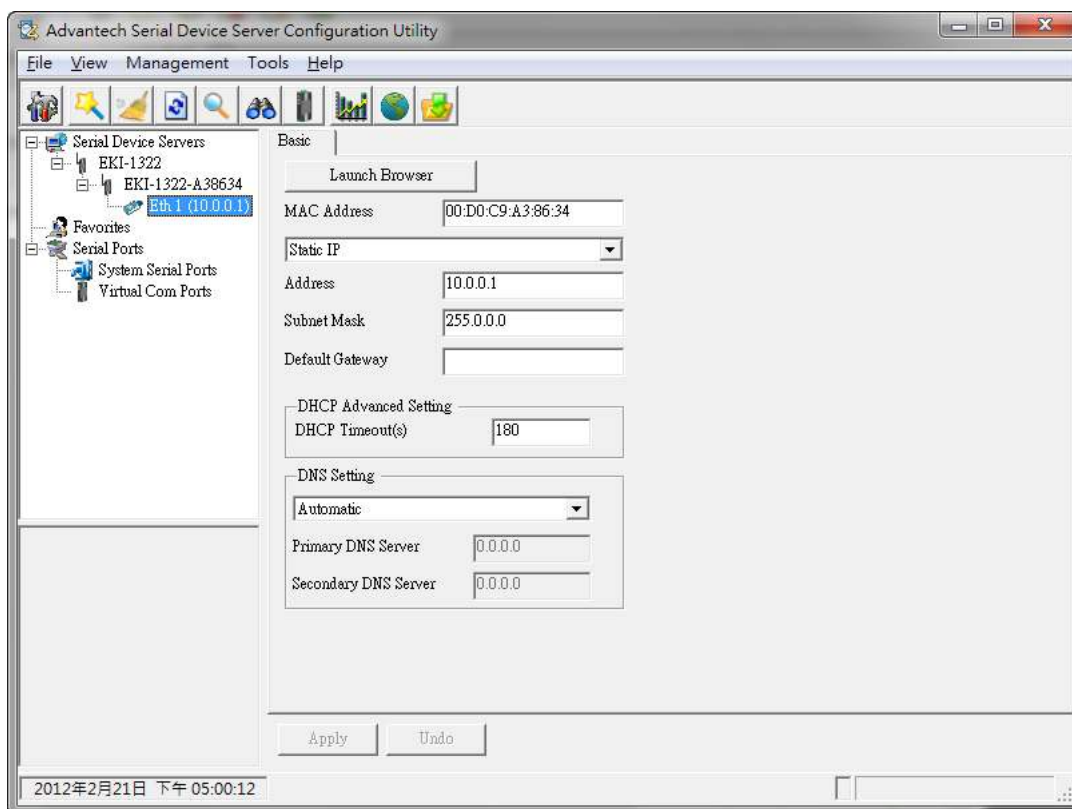 Advantech Serial Device Server Configuration Utility
File View Management Tools Help
Serial Device Servers
EKI-1322
EKI-1322-A38634
Eth 1 (10.0.0.1)
Favorites
Serial Ports
System Serial Ports
Virtual Com Ports
Basic
Launch Browser
MAC Address 00:D0:C9:A3:86:34
Static IP
Address 10.0.0.1
Subnet Mask 255.0.0.0
Default Gateway
DHCP Advanced Setting
DHCP Timeout(s) 180
DNS Setting
Automatic
Primary DNS Server 0.0.0.0
Secondary DNS Server 0.0.0.0
Apply Undo
2012年2月21日 下午 05:00:12